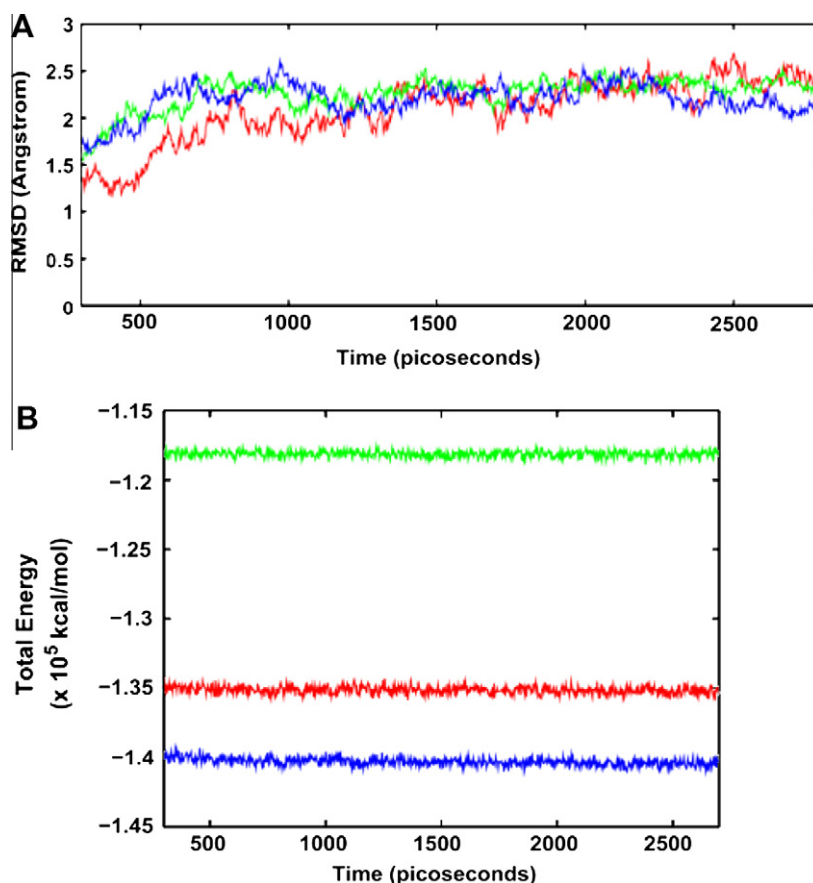 A
3
2.5
2
1.5
1
0.5
0
RMSD (Angstrom)
500 1000 1500 2000 2500
Time (picoseconds)
B
−1.15
−1.2
−1.25
−1.3
−1.35
−1.4
−1.45
Total Energy
(x 10⁵ kcal/mol)
500 1000 1500 2000 2500
Time (picoseconds)